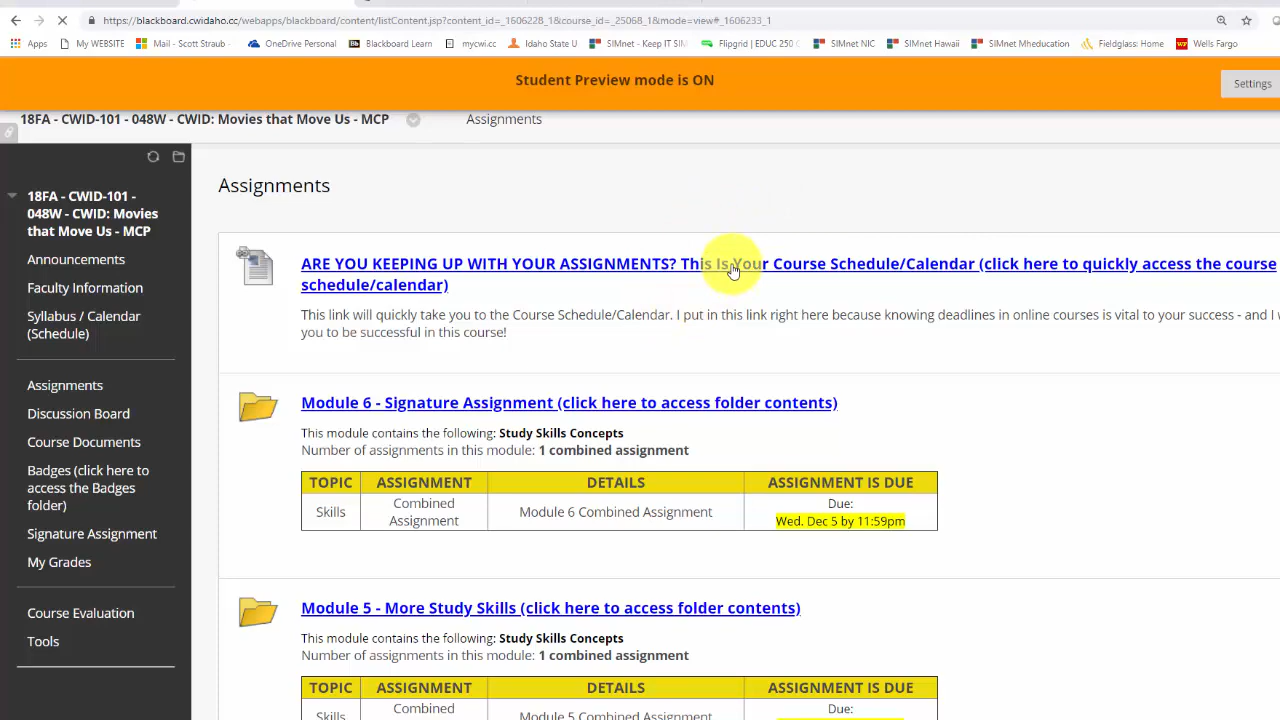 https://blackboard.cwidaho.cc/webapps/blackboard/content/listContent.jsp?content_id=_1606228_1&course_id=_25068_1&mode=view#_1606233_1
Apps My WEBSITE Mail - Scott Straub - OneDrive Personal Blackboard Learn mycwi.cc Idaho State U SIMnet - Keep IT SIM Flipgrid | EDUC 250 SIMnet NIC SIMnet Hawaii SIMnet Mheducation Fieldglass: Home Wells Fargo
Student Preview mode is ON
Settings
18FA - CWID-101 - 048W - CWID: Movies that Move Us - MCP Assignments
18FA - CWID-101 -
048W - CWID: Movies
that Move Us - MCP
Announcements
Faculty Information
Syllabus / Calendar
(Schedule)
Assignments
Discussion Board
Course Documents
Badges (click here to
access the Badges
folder)
Signature Assignment
My Grades
Course Evaluation
Tools
Assignments
ARE YOU KEEPING UP WITH YOUR ASSIGNMENTS? This Is Your Course Schedule/Calendar (click here to quickly access the course
schedule/calendar)
This link will quickly take you to the Course Schedule/Calendar. I put in this link right here because knowing deadlines in online courses is vital to your success - and I
you to be successful in this course!
Module 6 - Signature Assignment (click here to access folder contents)
This module contains the following: Study Skills Concepts
Number of assignments in this module: 1 combined assignment
TOPIC ASSIGNMENT DETAILS ASSIGNMENT IS DUE
Skills Combined Assignment Module 6 Combined Assignment Due: Wed. Dec 5 by 11:59pm
Module 5 - More Study Skills (click here to access folder contents)
This module contains the following: Study Skills Concepts
Number of assignments in this module: 1 combined assignment
TOPIC ASSIGNMENT DETAILS ASSIGNMENT IS DUE
Skills Combined Module 5 Combined Assignment Due: